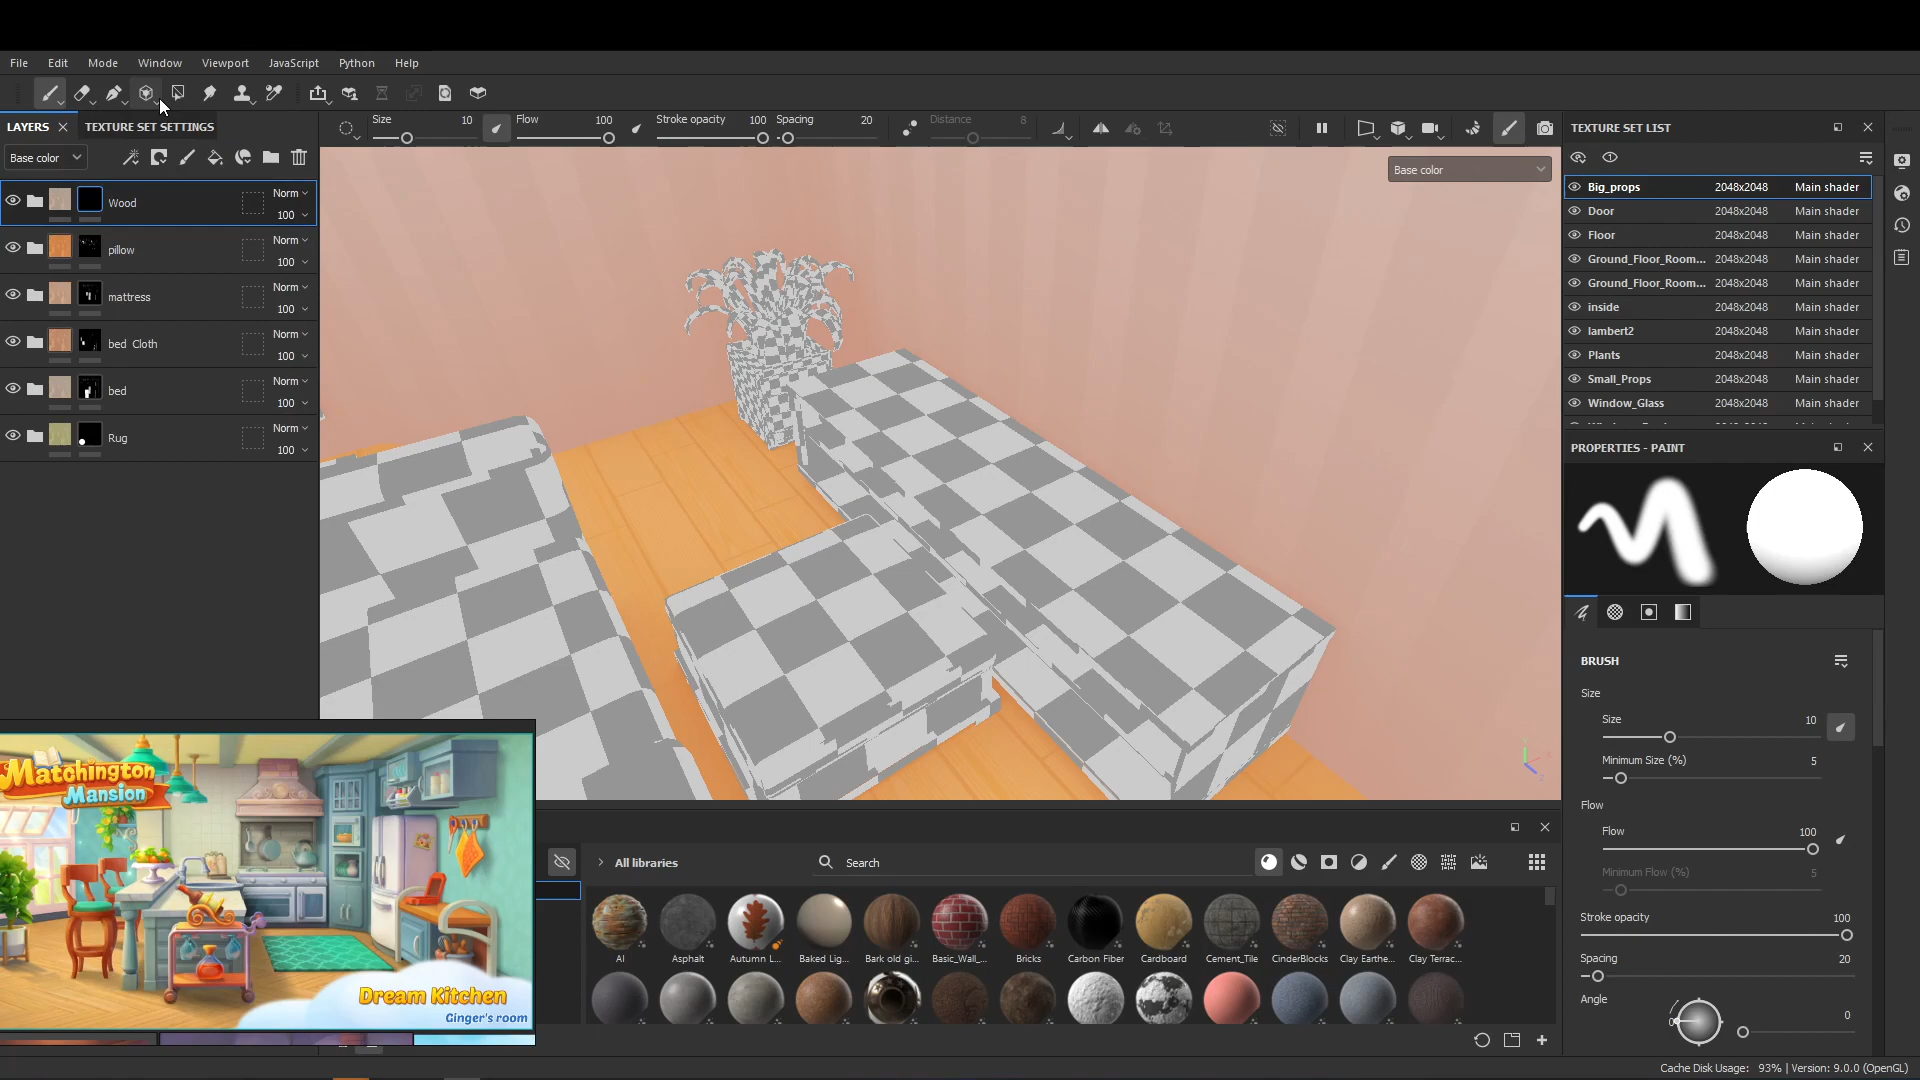 File Edit Mode Window Viewport JavaScript Python Help
LAYERS TEXTURE SET SETTINGS
Size 10 Flow 100 Stroke opacity 100 Spacing 20 Distance 8
TEXTURE SET LIST
Base color
Base color
Wood Norm 100
pillow Norm 100
mattress Norm 100
bed Cloth Norm 100
bed Norm 100
Rug Norm 100
Big_props 2048x2048 Main shader
Door 2048x2048 Main shader
Floor 2048x2048 Main shader
Ground_Floor_Room... 2048x2048 Main shader
Ground_Floor_Room... 2048x2048 Main shader
inside 2048x2048 Main shader
lambert2 2048x2048 Main shader
Plants 2048x2048 Main shader
Small_Props 2048x2048 Main shader
Window_Glass 2048x2048 Main shader
PROPERTIES - PAINT
BRUSH
Size
Size 10
Minimum Size (%) 5
Flow
Flow 100
Minimum Flow (%) 5
Stroke opacity 100
Spacing 20
Angle
0 0
Matchington
Mansion
Dream Kitchen
Ginger's room
All libraries Search
AI Asphalt Autumn L... Baked Lig... Bark old gi... Basic_Wall_... Bricks Carbon Fiber Cardboard Cement_Tile CinderBlocks Clay Earthe... Clay Terrac...
Cache Disk Usage: 93% | Version: 9.0.0 (OpenGL)